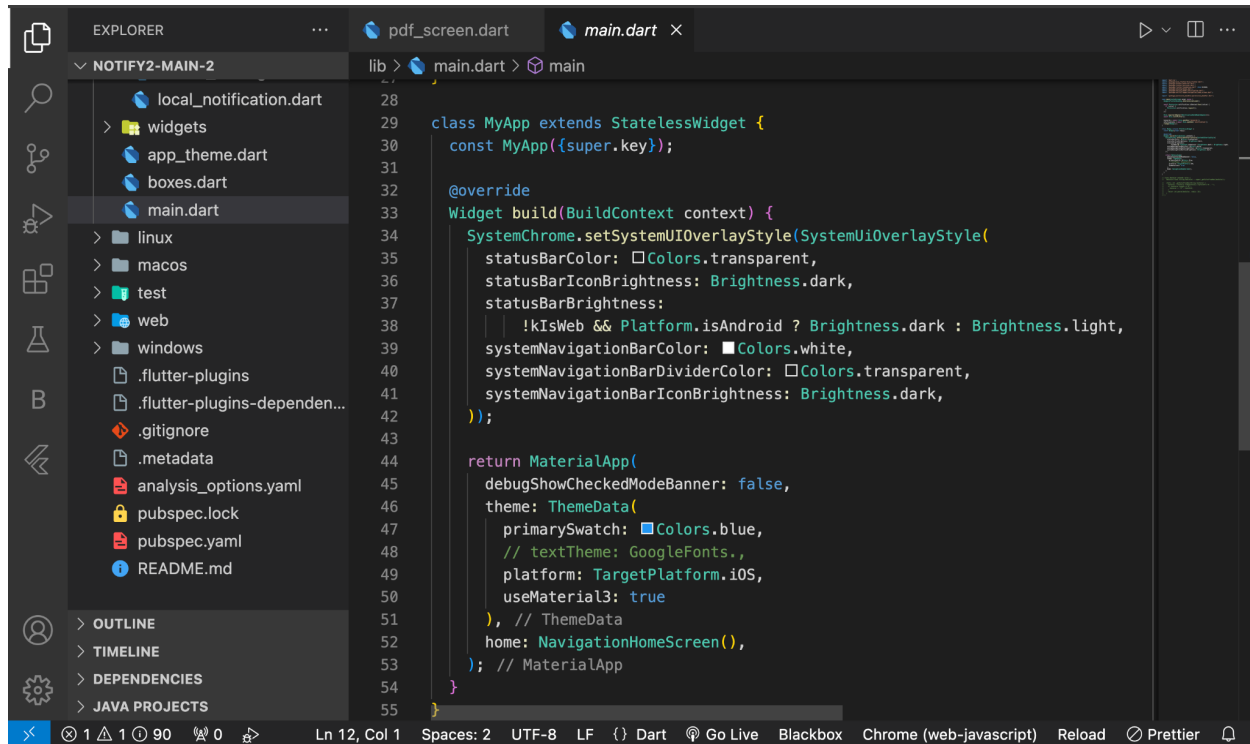 EXPLORER
NOTIFY2-MAIN-2
local_notification.dart
widgets
app_theme.dart
boxes.dart
main.dart
linux
macos
test
web
windows
.flutter-plugins
.flutter-plugins-dependen...
.gitignore
.metadata
analysis_options.yaml
pubspec.lock
pubspec.yaml
README.md
OUTLINE
TIMELINE
DEPENDENCIES
JAVA PROJECTS
pdf_screen.dart main.dart
lib > main.dart > main
28
29 class MyApp extends StatelessWidget {
30 const MyApp({super.key});
31
32 @override
33 Widget build(BuildContext context) {
34 SystemChrome.setSystemUIOverlayStyle(SystemUiOverlayStyle(
35 statusBarColor: Colors.transparent,
36 statusBarIconBrightness: Brightness.dark,
37 statusBarBrightness:
38 !kIsWeb && Platform.isAndroid ? Brightness.dark : Brightness.light,
39 systemNavigationBarColor: Colors.white,
40 systemNavigationBarDividerColor: Colors.transparent,
41 systemNavigationBarIconBrightness: Brightness.dark,
42 ));
43
44 return MaterialApp(
45 debugShowCheckedModeBanner: false,
46 theme: ThemeData(
47 primarySwatch: Colors.blue,
48 // textTheme: GoogleFonts.,
49 platform: TargetPlatform.iOS,
50 useMaterial3: true
51 ), // ThemeData
52 home: NavigationHomeScreen(),
53 ); // MaterialApp
54 }
55 }
1 1 90 0 Ln 12, Col 1 Spaces: 2 UTF-8 LF {} Dart Go Live Blackbox Chrome (web-javascript) Reload Prettier